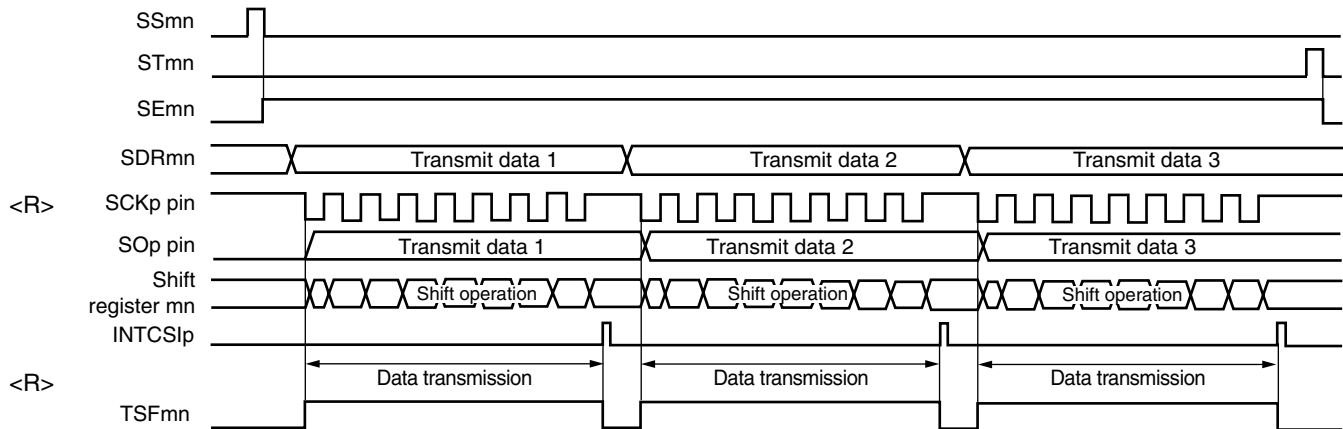 SSmn
STmn
SEmn
SDRmn Transmit data 1 Transmit data 2 Transmit data 3
<R> SCKp pin
SOp pin Transmit data 1 Transmit data 2 Transmit data 3
Shift
register mn Shift operation Shift operation Shift operation
INTCSIp
<R> Data transmission Data transmission Data transmission
TSFmn